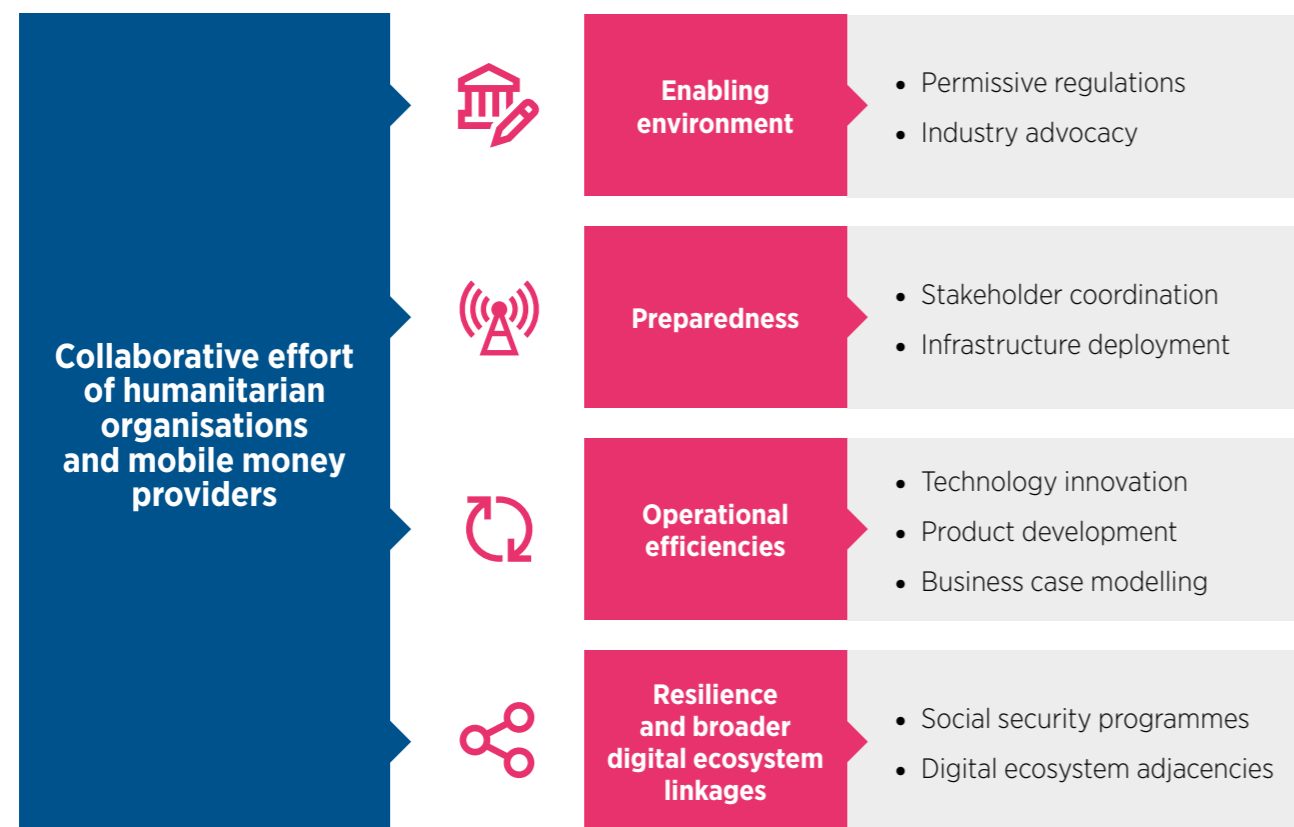 Collaborative effort
of humanitarian
organisations
and mobile money
providers
Enabling
environment
• Permissive regulations
• Industry advocacy
Preparedness
• Stakeholder coordination
• Infrastructure deployment
Operational
efficiencies
• Technology innovation
• Product development
• Business case modelling
Resilience
and broader
digital ecosystem
linkages
• Social security programmes
• Digital ecosystem adjacencies